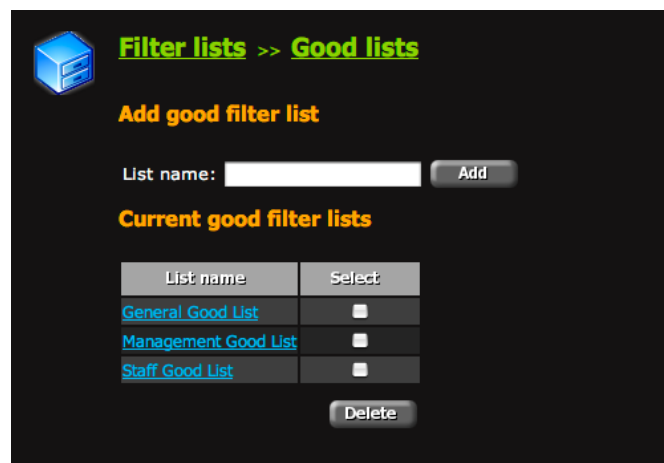 Filter lists >> Good lists
Add good filter list
List name: Add
Current good filter lists
List name Select
General Good List
Management Good List
Staff Good List
Delete